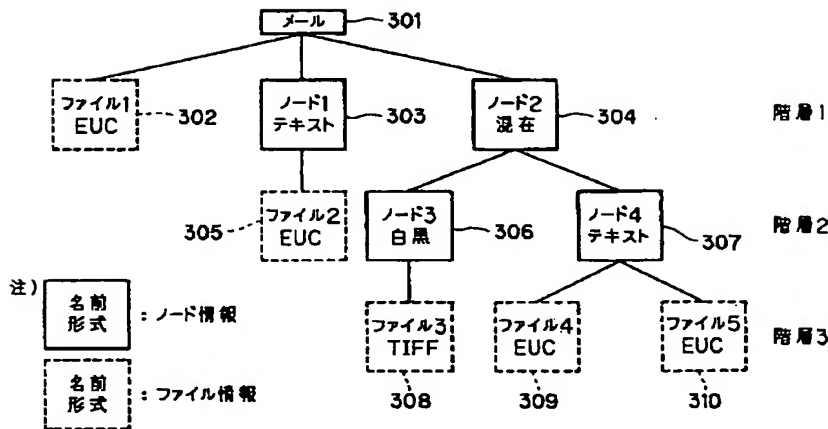 メール 301
ファイル1
EUC
302
ノード1
テキスト
303
ノード2
混在
304
階層1
305
ファイル2
EUC
ノード3
白黒
306
ノード4
テキスト
307
階層2
注)
名前
形式
:ノード情報
ファイル3
TIFF
ファイル4
EUC
ファイル5
EUC
階層3
名前
形式
:ファイル情報
308
309
310